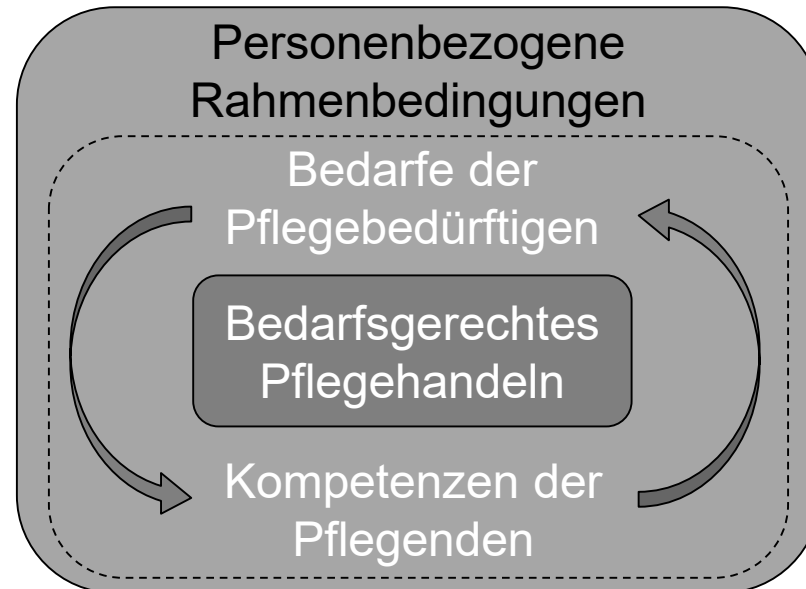 Personenbezogene
Rahmenbedingungen
Bedarfe der
Pflegebedürftigen
Bedarfsgerechtes
Pflegehandeln
Kompetenzen der
Pflegenden